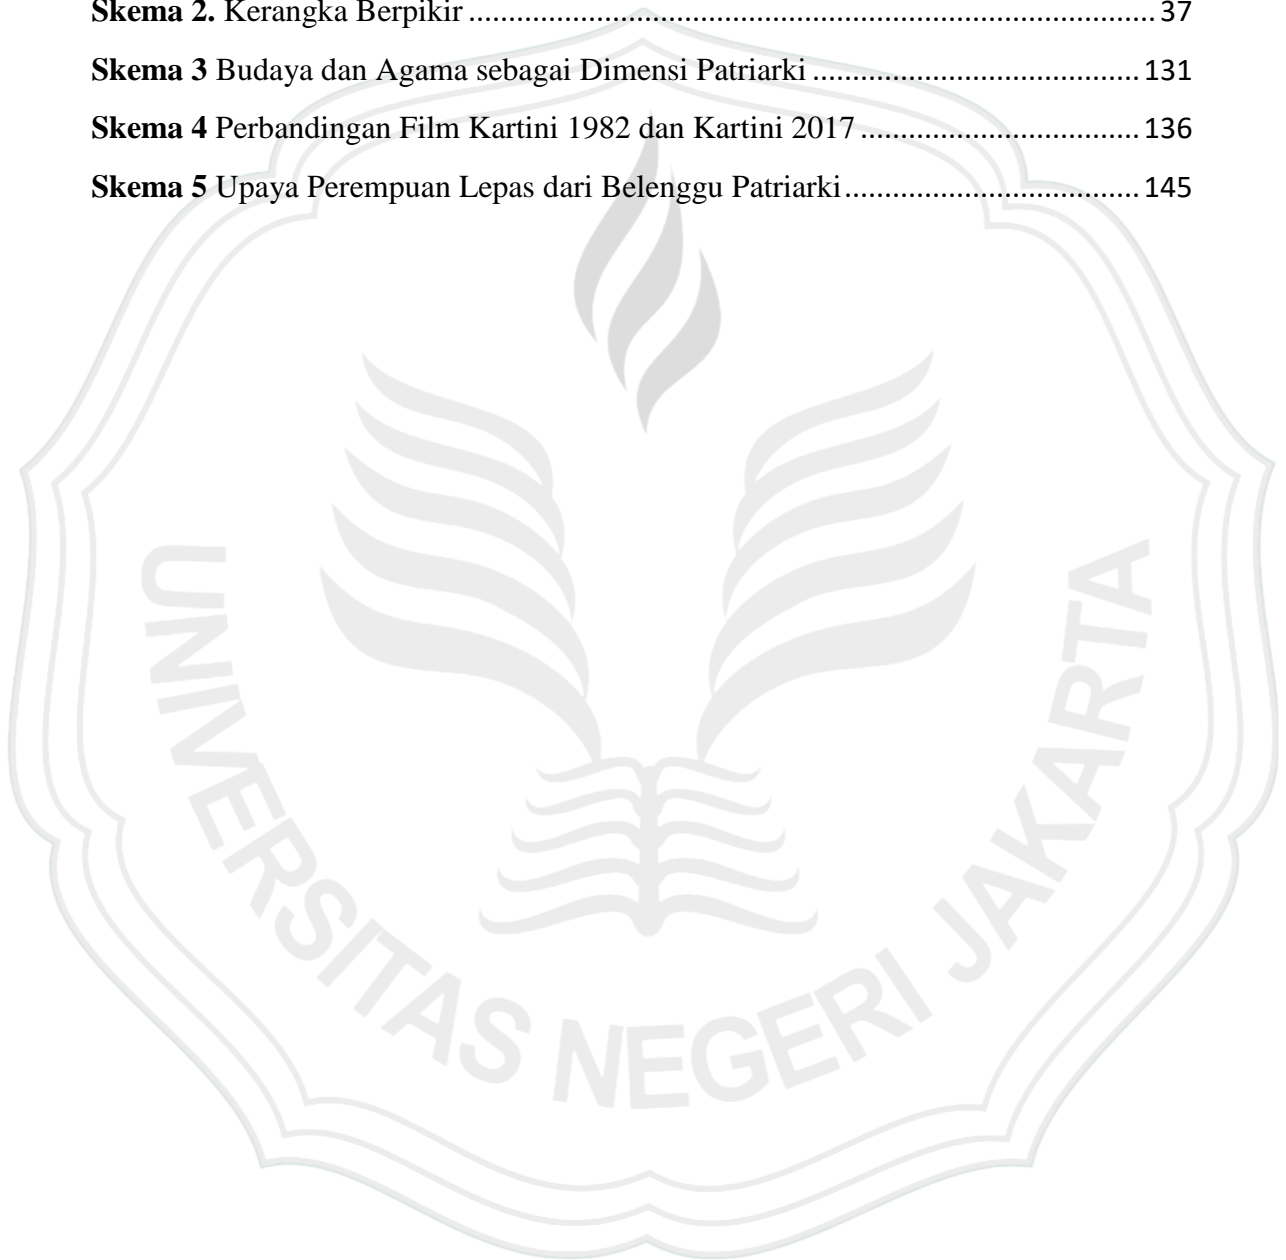 Skema 2. Kerangka Berpikir ........................................................................................ 37
Skema 3 Budaya dan Agama sebagai Dimensi Patriarki ......................................... 131
Skema 4 Perbandingan Film Kartini 1982 dan Kartini 2017 ................................... 136
Skema 5 Upaya Perempuan Lepas dari Belenggu Patriarki ..................................... 145
UNIVERSITAS NEGERI JAKARTA